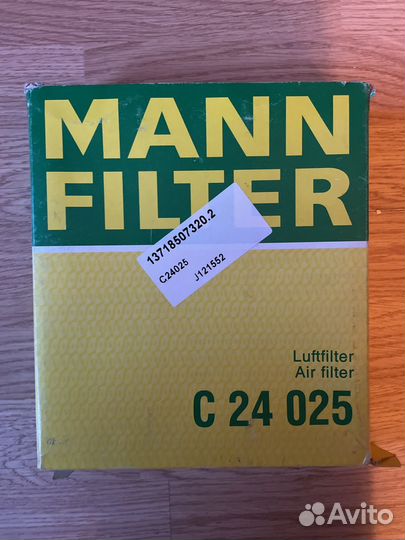 MANN
FILTER
13718507320.2
C24025 J121552
Luftfilter
Air filter
C 24 025
Avito